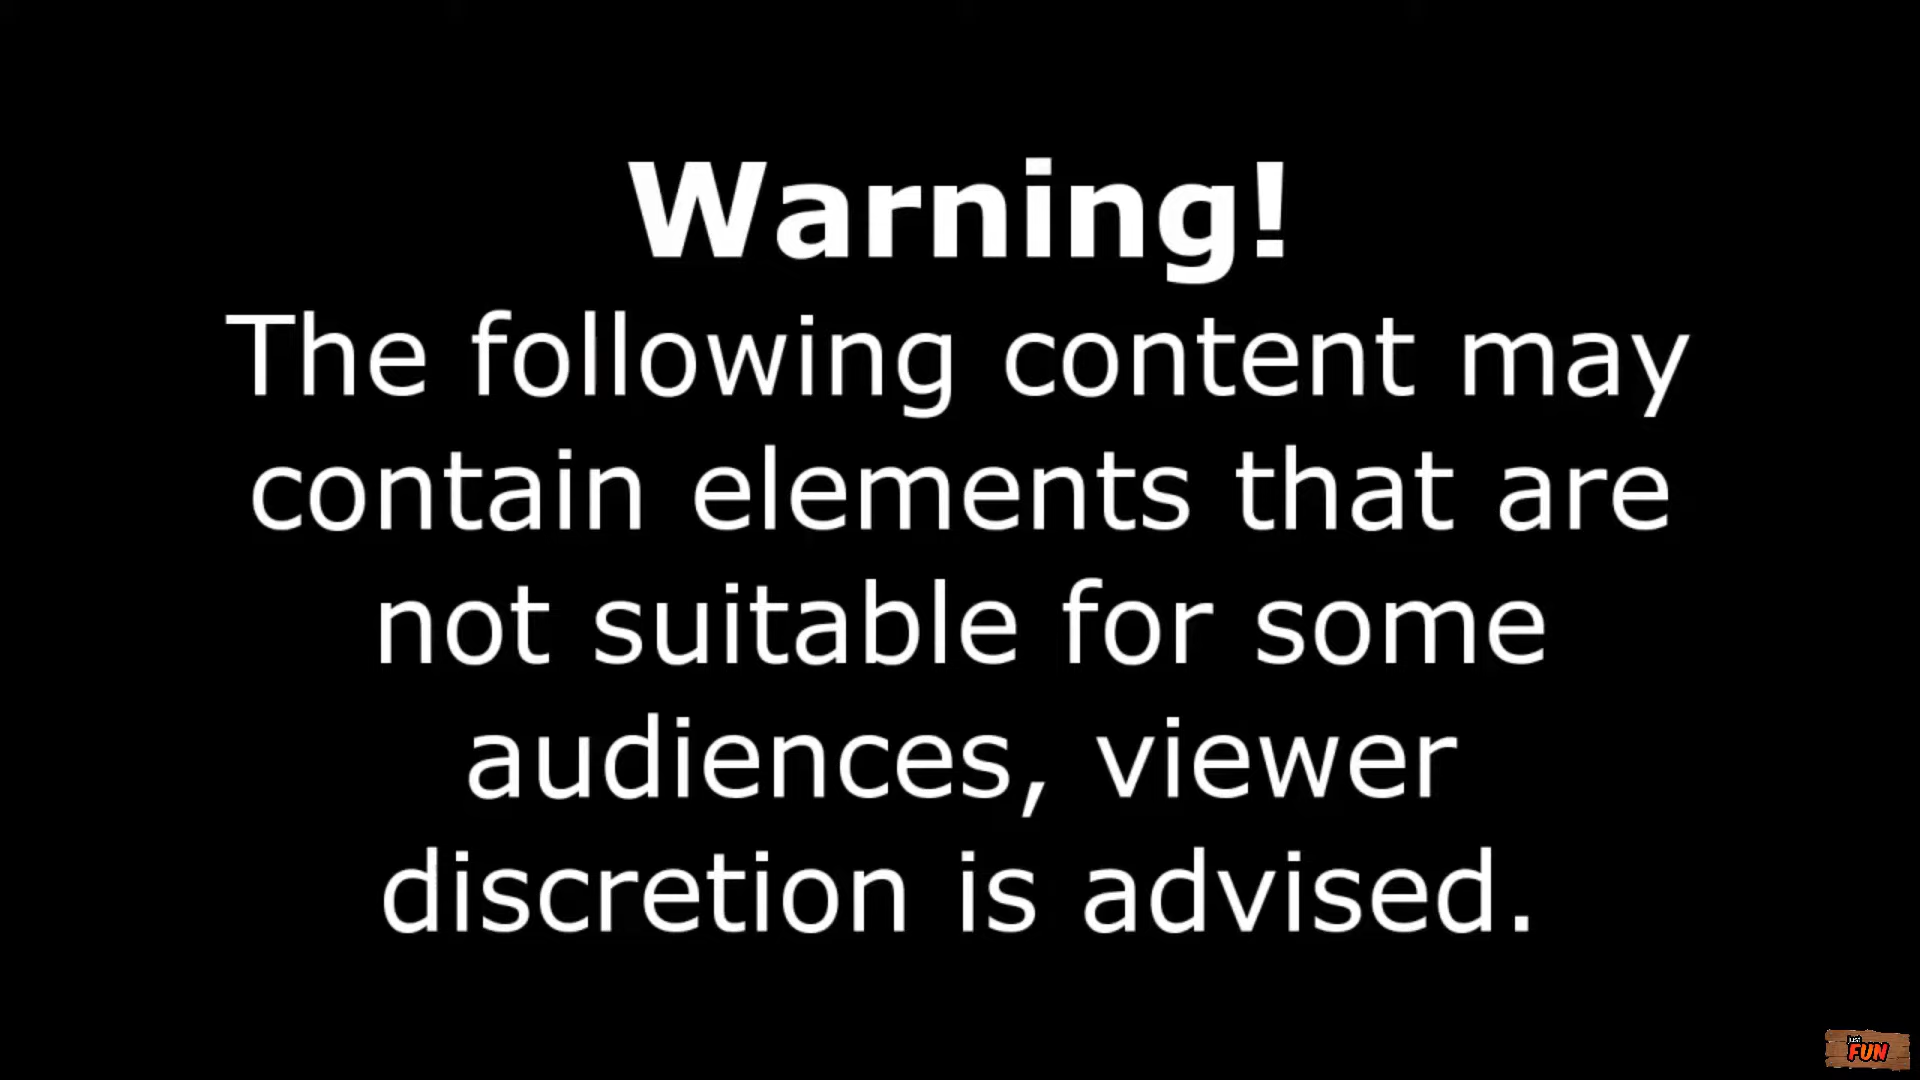 Warning!
The following content may
contain elements that are
not suitable for some
audiences, viewer
discretion is advised.
JUST
FUN